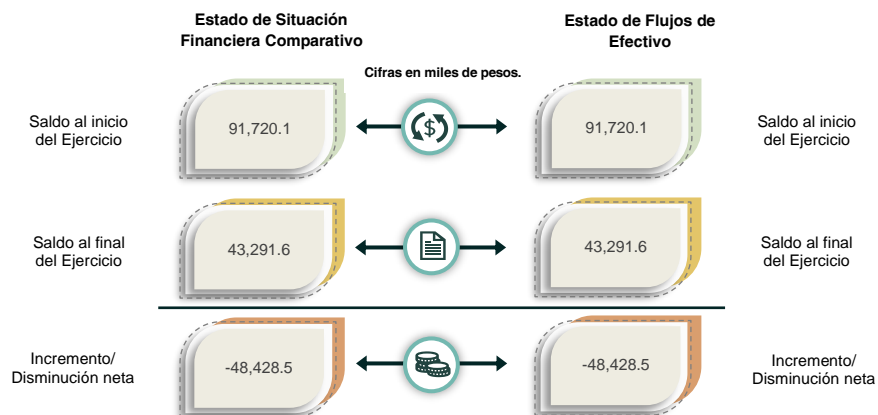 Estado de Situación
Financiera Comparativo
Estado de Flujos de
Efectivo
Cifras en miles de pesos.
Saldo al inicio
del Ejercicio
91,720.1
$
91,720.1
Saldo al inicio
del Ejercicio
Saldo al final
del Ejercicio
43,291.6
43,291.6
Saldo al final
del Ejercicio
Incremento/
Disminución neta
-48,428.5
-48,428.5
Incremento/
Disminución neta